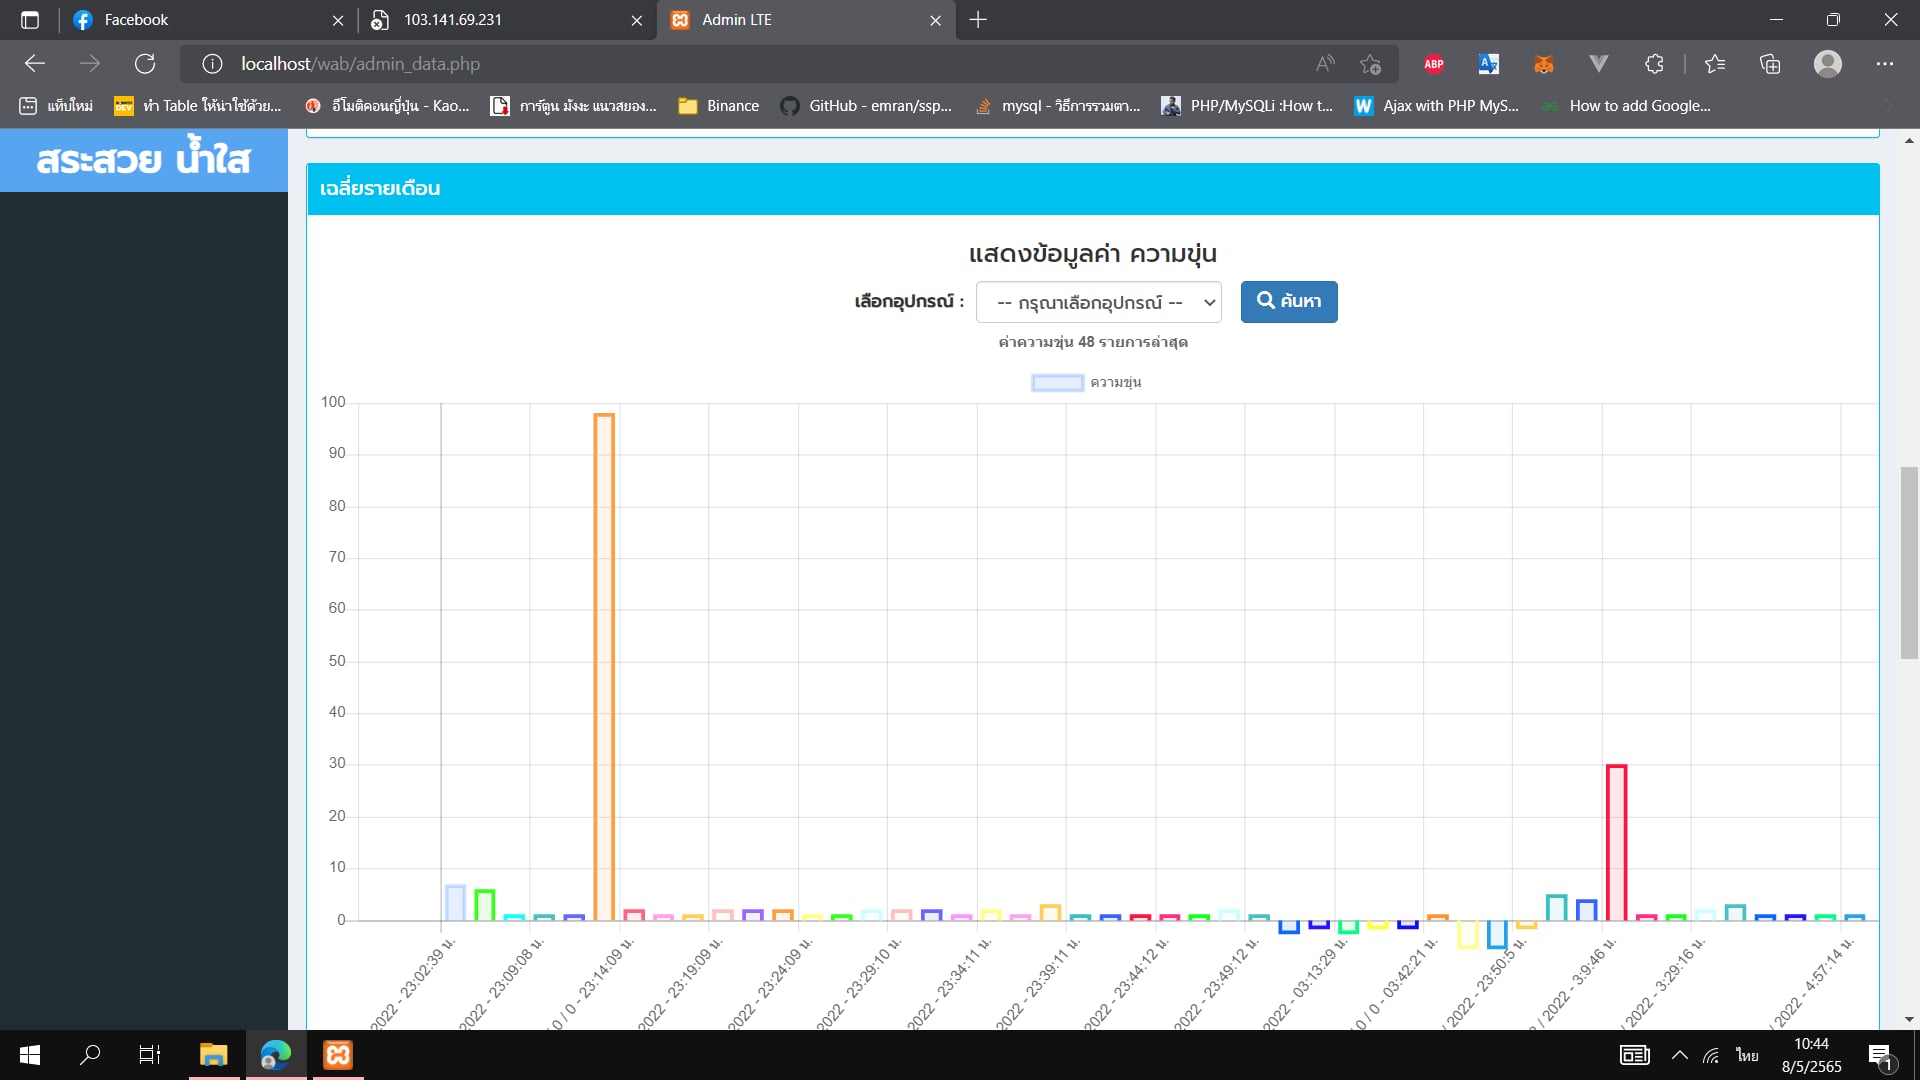 Facebook
103.141.69.231
Admin LTE
localhost/wab/admin_data.php
ABP
แท็บใหม่
ทำ Table ให้น่าใช้ด้วย...
อีโมติคอนญี่ปุ่น - Kao...
การ์ตูน มังงะ แนวสยอง...
Binance
GitHub - emran/ssp...
mysql - วิธีการรวมตา...
PHP/MySQLi :How t...
Ajax with PHP MyS...
How to add Google...
สระสวย น้ำใส
เฉลี่ยรายเดือน
แสดงข้อมูลค่า ความขุ่น
เลือกอุปกรณ์ :
-- กรุณาเลือกอุปกรณ์ --
ค้นหา
ค่าความขุ่น 48 รายการล่าสุด
ความขุ่น
100
90
80
70
60
50
40
30
20
10
0
2022 - 23:02:39 น.
2022 - 23:09:08 น.
0 / 0 - 23:14:09 น.
2022 - 23:19:09 น.
2022 - 23:24:09 น.
2022 - 23:29:10 น.
2022 - 23:34:11 น.
2022 - 23:39:11 น.
2022 - 23:44:12 น.
2022 - 23:49:12 น.
2022 - 03:13:29 น.
0 / 0 - 03:42:21 น.
/ 2022 - 23:50:5 น.
/ 2022 - 3:9:46 น.
/ 2022 - 3:29:16 น.
/ 2022 - 4:57:14 น.
ไทย
10:44
8/5/2565
1